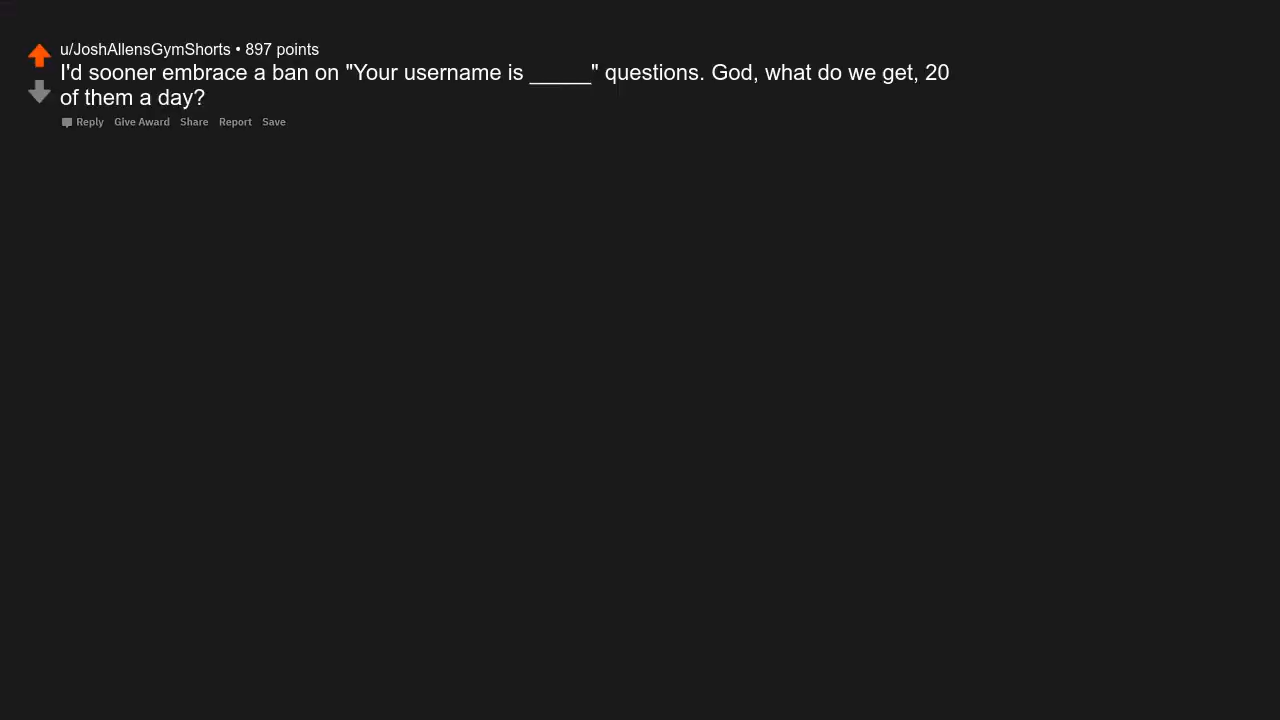 u/JoshAllensGymShorts • 897 points
I'd sooner embrace a ban on "Your username is _____" questions. God, what do we get, 20
of them a day?
Reply Give Award Share Report Save